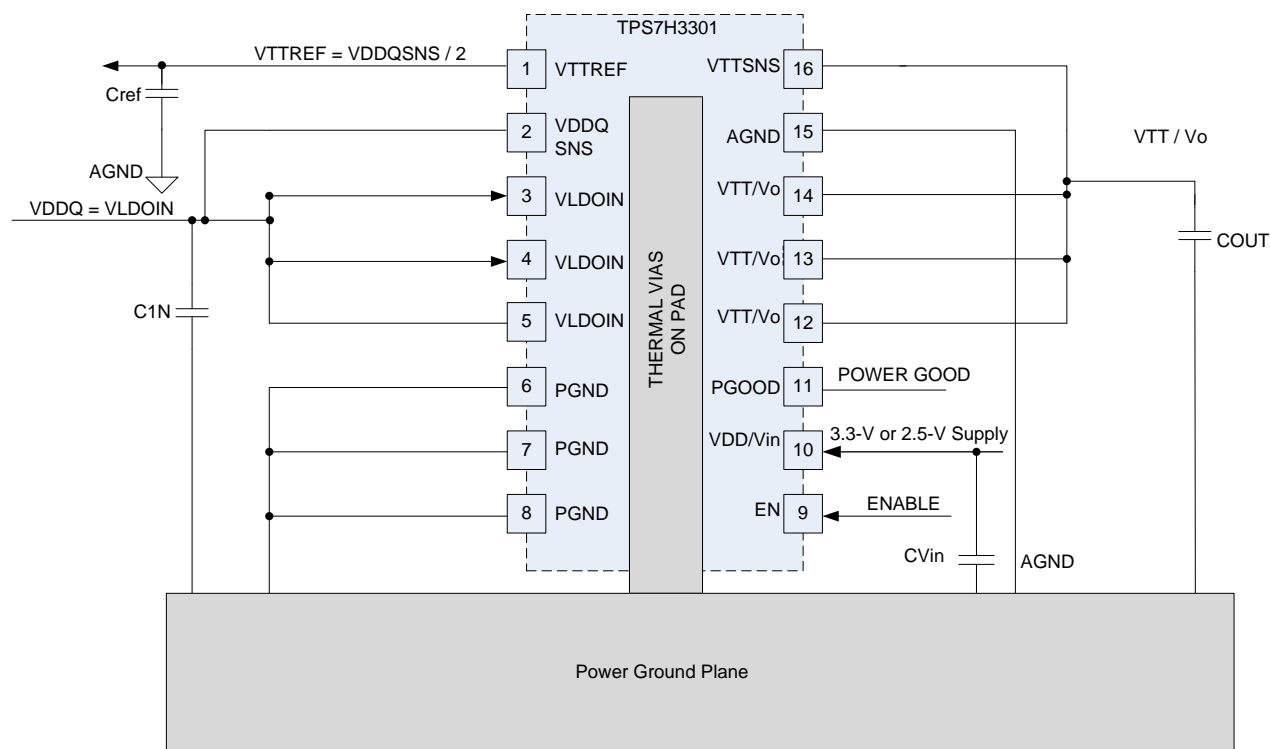 TPS7H3301
VTTREF = VDDQSNS / 2
1
VTTREF
VTTSNS
16
Cref
2
VDDQ
SNS
AGND
15
VTT / Vo
AGND
VDDQ = VLDOIN
3
VLDOIN
VTT/Vo
14
4
VLDOIN
VTT/Vo
13
COUT
C1N
5
VLDOIN
VTT/Vo
12
THERMAL VIAS
ON PAD
6
PGND
PGOOD
11
POWER GOOD
7
PGND
VDD/Vin
10
3.3-V or 2.5-V Supply
8
PGND
EN
9
ENABLE
CVin
AGND
Power Ground Plane